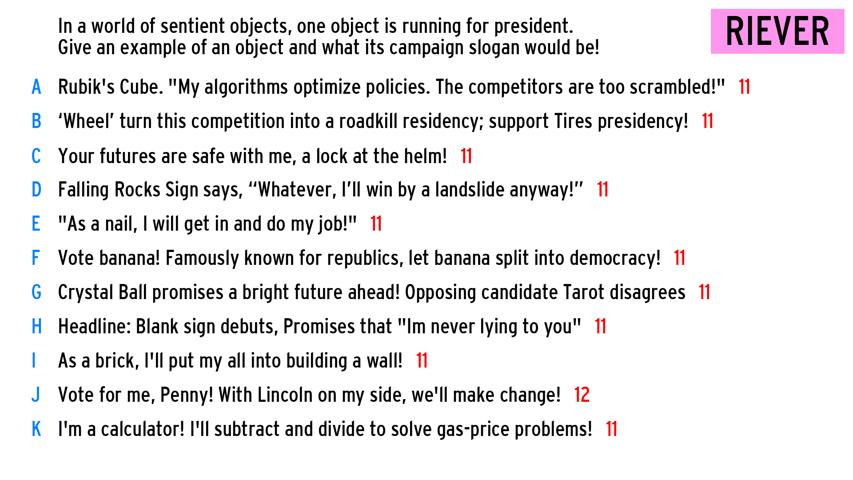 In a world of sentient objects, one object is running for president.
Give an example of an object and what its campaign slogan would be!
RIEVER
A Rubik's Cube. "My algorithms optimize policies. The competitors are too scrambled!" 11
B ‘Wheel’ turn this competition into a roadkill residency; support Tires presidency! 11
C Your futures are safe with me, a lock at the helm! 11
D Falling Rocks Sign says, “Whatever, I’ll win by a landslide anyway!” 11
E "As a nail, I will get in and do my job!" 11
F Vote banana! Famously known for republics, let banana split into democracy! 11
G Crystal Ball promises a bright future ahead! Opposing candidate Tarot disagrees 11
H Headline: Blank sign debuts, Promises that "Im never lying to you" 11
I As a brick, I'll put my all into building a wall! 11
J Vote for me, Penny! With Lincoln on my side, we'll make change! 12
K I'm a calculator! I'll subtract and divide to solve gas-price problems! 11